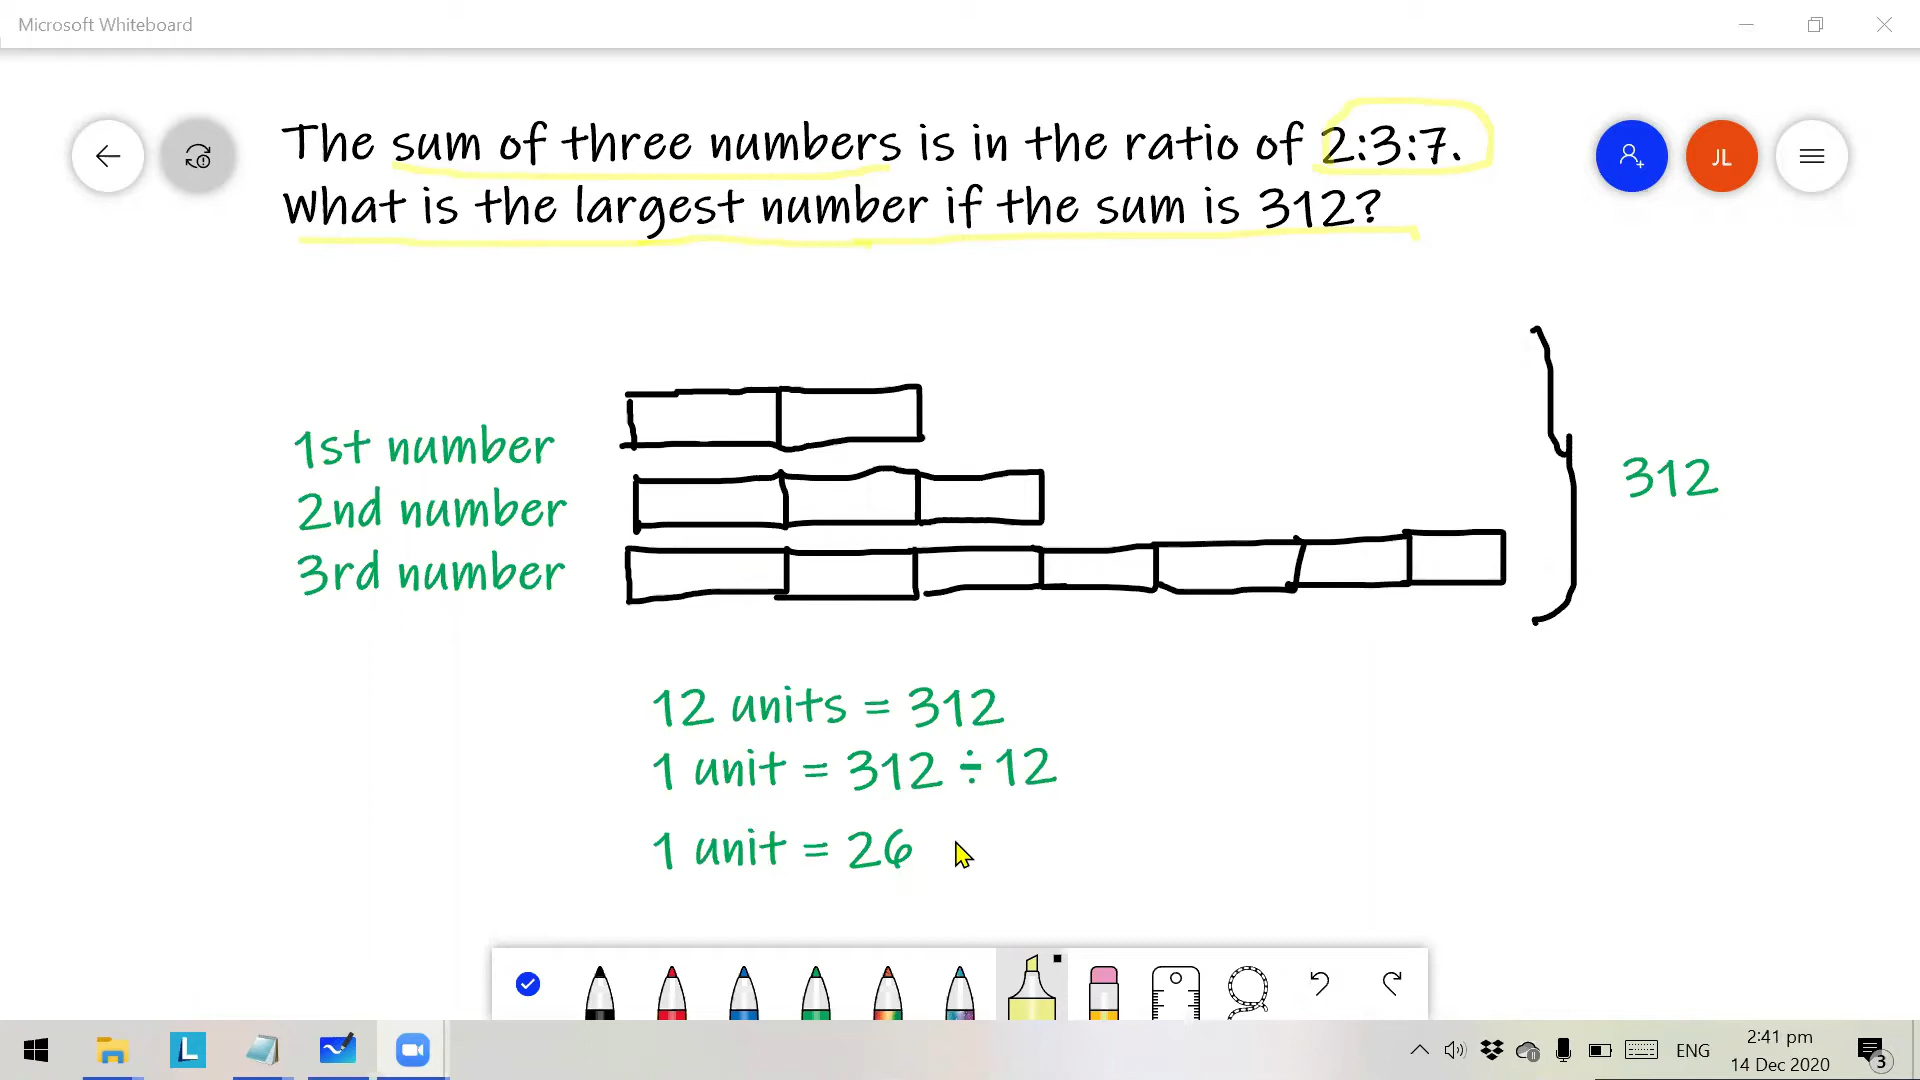 Microsoft Whiteboard
The sum of three numbers is in the ratio of 2:3:7.
What is the largest number if the sum is 312?
JL
1st number
2nd number
3rd number
312
12 units = 312
1 unit = 312 ÷ 12
1 unit = 26
L
ENG
2:41 pm
14 Dec 2020
3